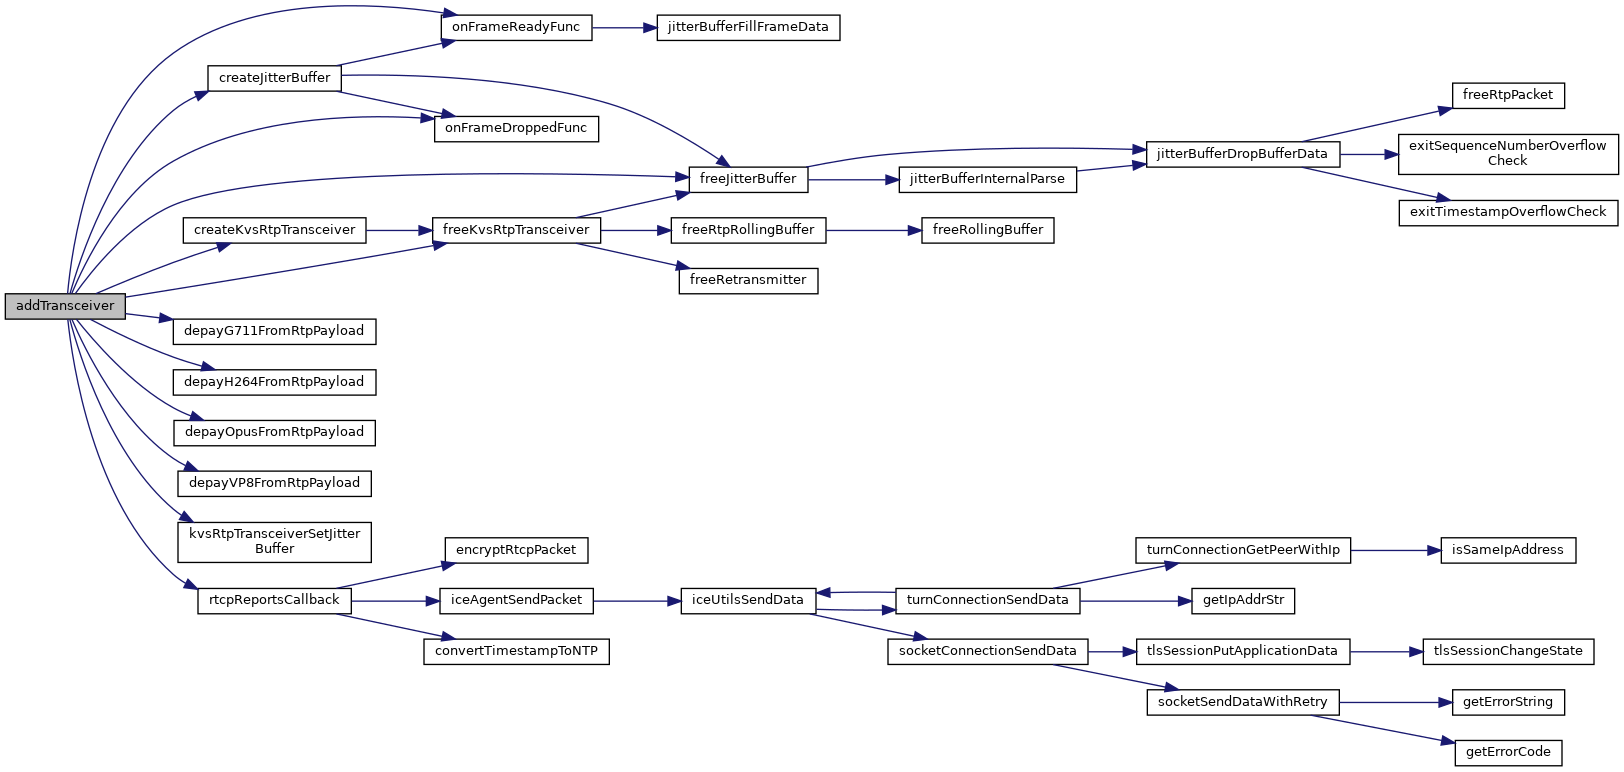 onFrameReadyFunc
jitterBufferFillFrameData
createJitterBuffer
freeRtpPacket
onFrameDroppedFunc
jitterBufferDropBufferData
exitSequenceNumberOverflow
Check
freeJitterBuffer
jitterBufferInternalParse
exitTimestampOverflowCheck
createKvsRtpTransceiver
freeKvsRtpTransceiver
freeRtpRollingBuffer
freeRollingBuffer
freeRetransmitter
addTransceiver
depayG711FromRtpPayload
depayH264FromRtpPayload
depayOpusFromRtpPayload
depayVP8FromRtpPayload
kvsRtpTransceiverSetJitter
Buffer
encryptRtcpPacket
turnConnectionGetPeerWithIp
isSameIpAddress
rtcpReportsCallback
iceAgentSendPacket
iceUtilsSendData
turnConnectionSendData
getIpAddrStr
convertTimestampToNTP
socketConnectionSendData
tlsSessionPutApplicationData
tlsSessionChangeState
socketSendDataWithRetry
getErrorString
getErrorCode